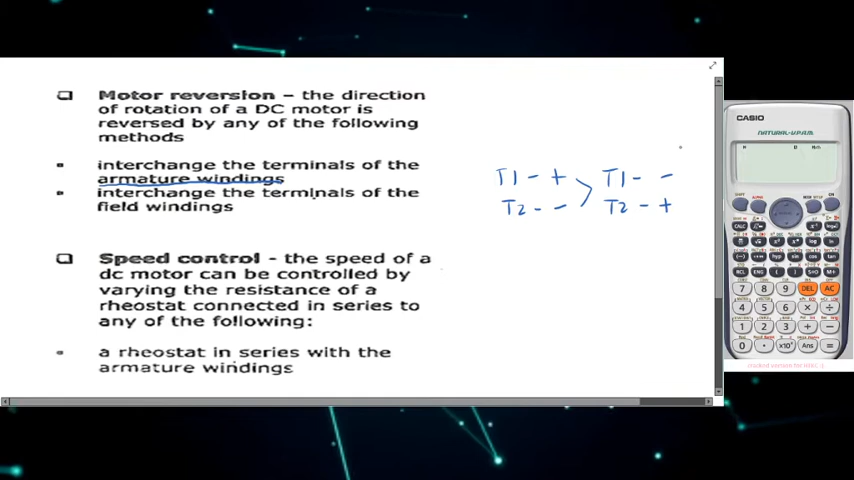 Motor reversion – the direction
of rotation of a DC motor is
reversed by any of the following
methods
interchange the terminals of the
armature windings
interchange the terminals of the
field windings
T1 - + > T1 - -
T2 - - T2 - +
Speed control - the speed of a
dc motor can be controlled by
varying the resistance of a
rheostat connected in series to
any of the following:
a rheostat in series with the
armature windings
CASIO
NATURAL-V.P.A.M.
CALC
RCL ENG ( ) S⇔D M+
7 8 9 DEL AC
4 5 6 × ÷
1 2 3 + −
0 . ×10ˣ Ans =